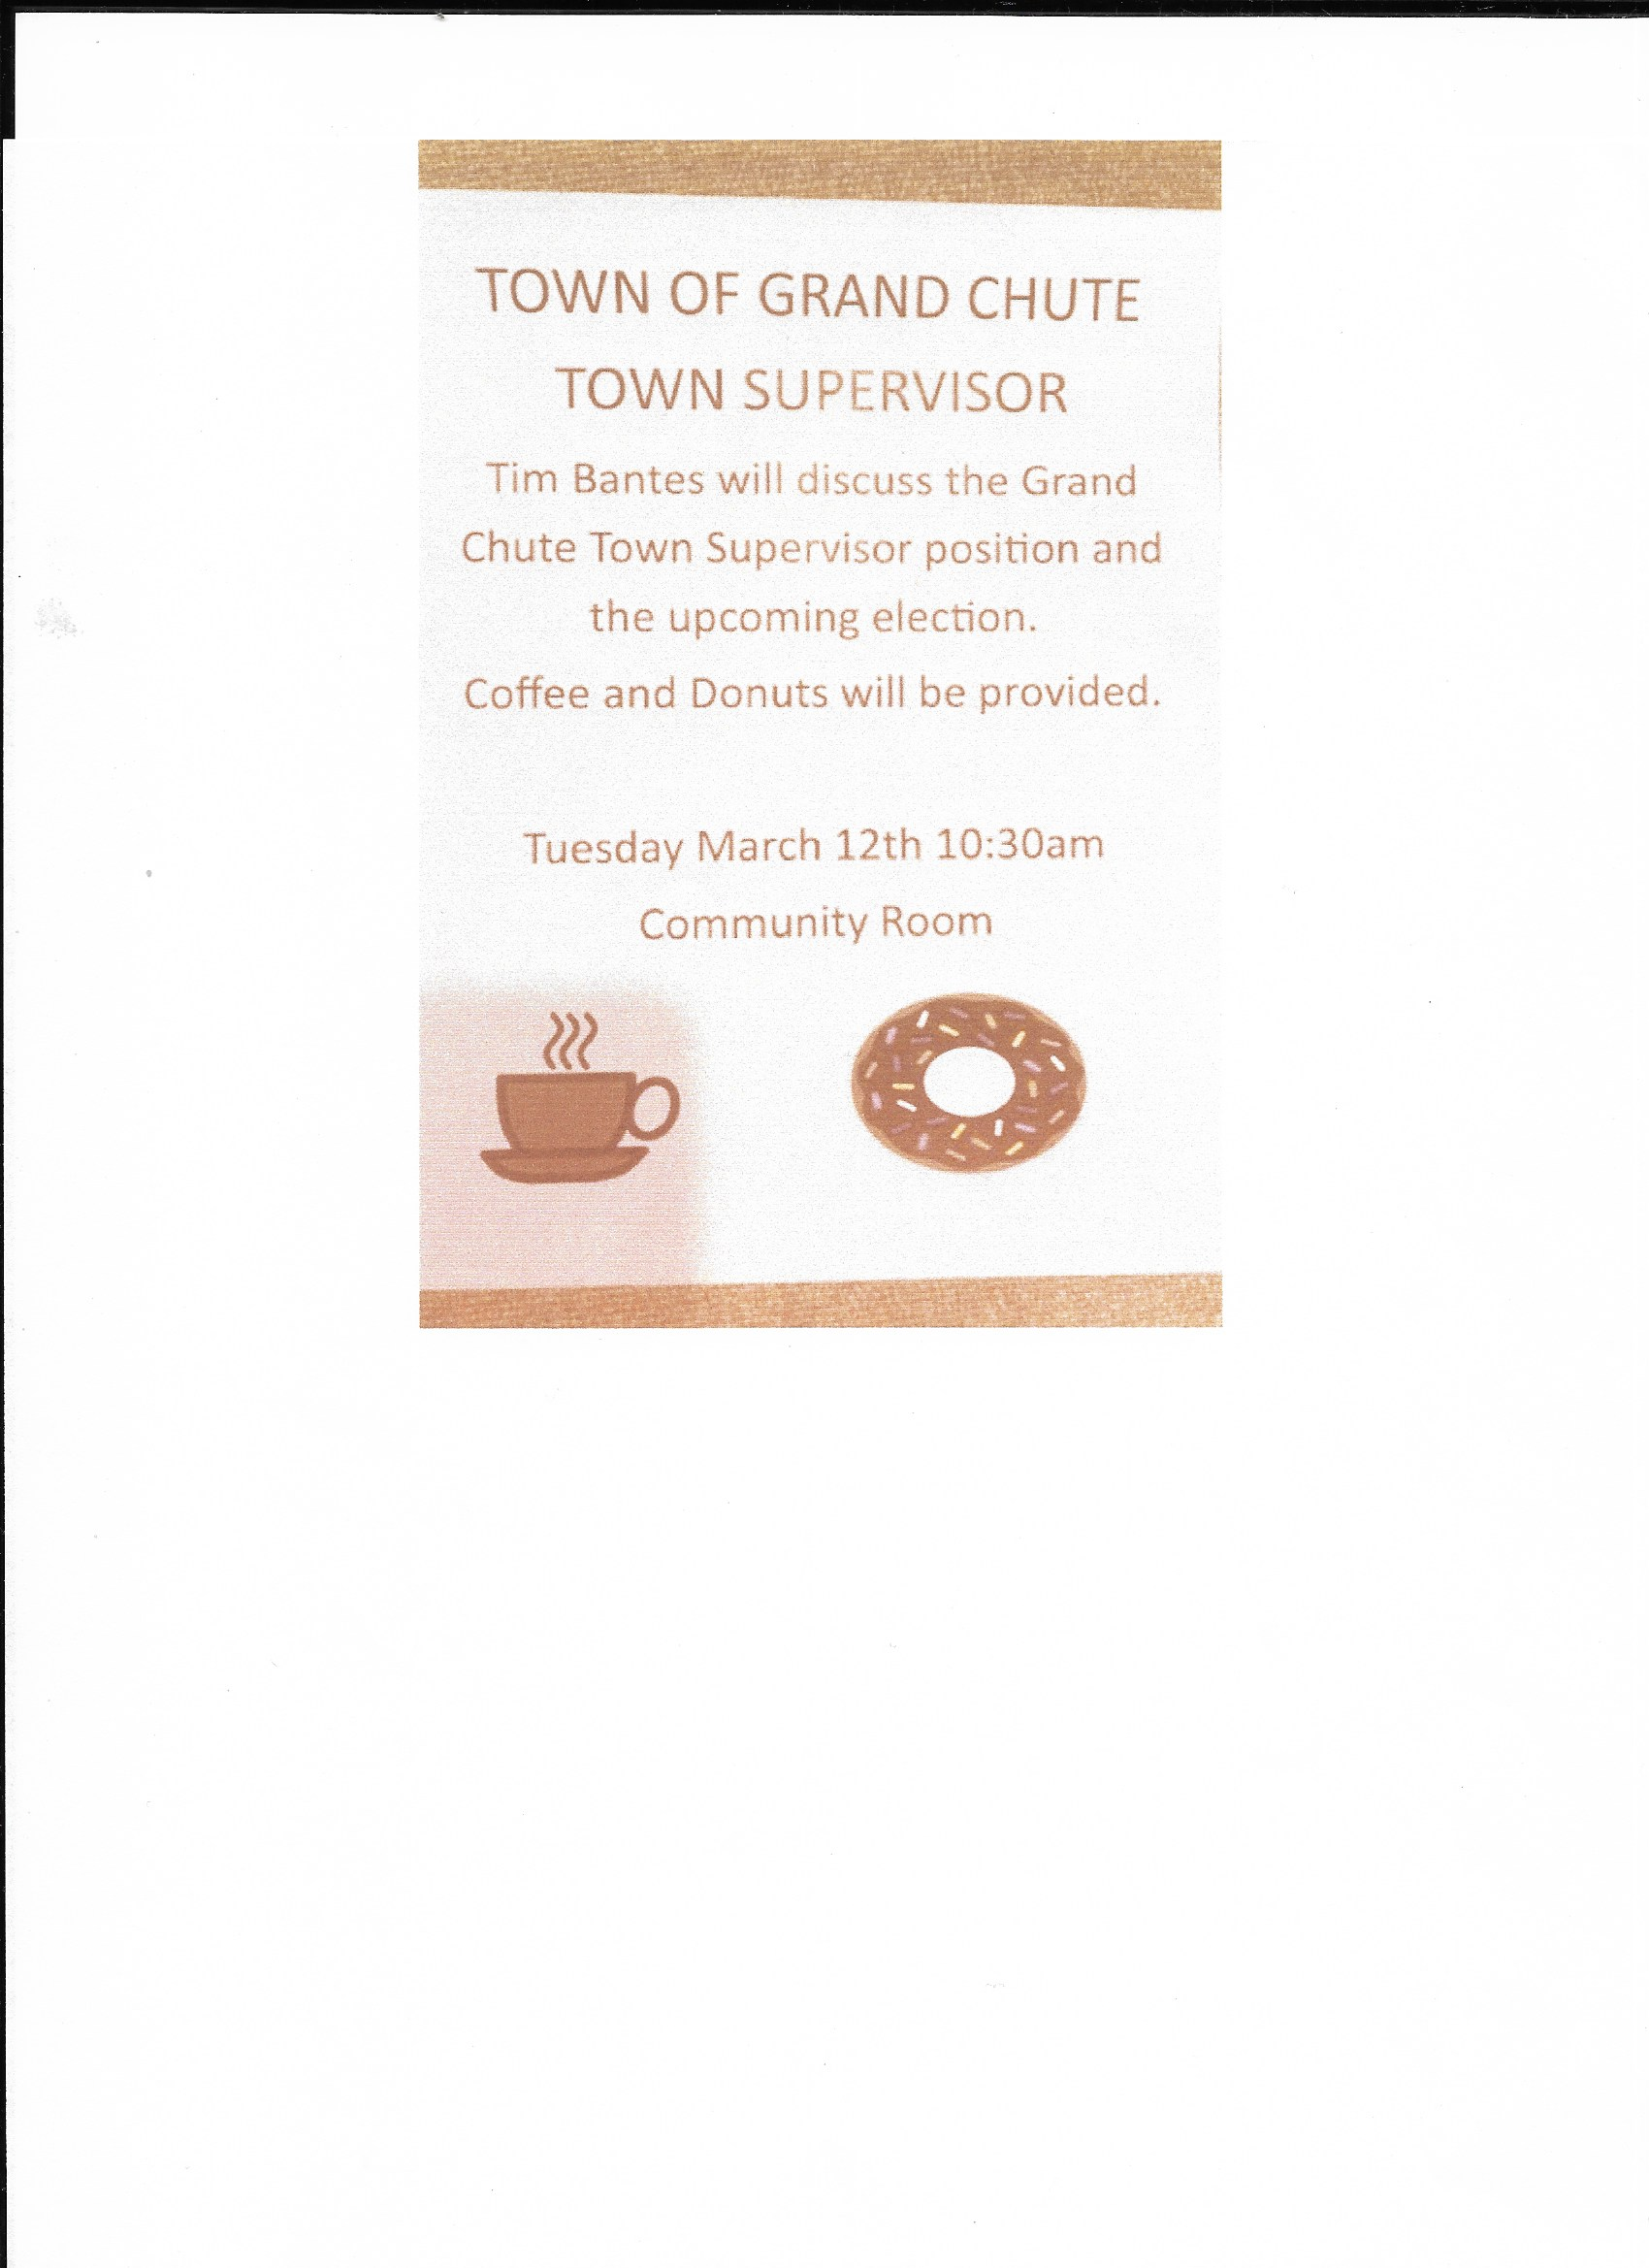 TOWN OF GRAND CHUTE
TOWN SUPERVISOR
Tim Bantes will discuss the Grand
Chute Town Supervisor position and
the upcoming election.
Coffee and Donuts will be provided.
Tuesday March 12th 10:30am
Community Room